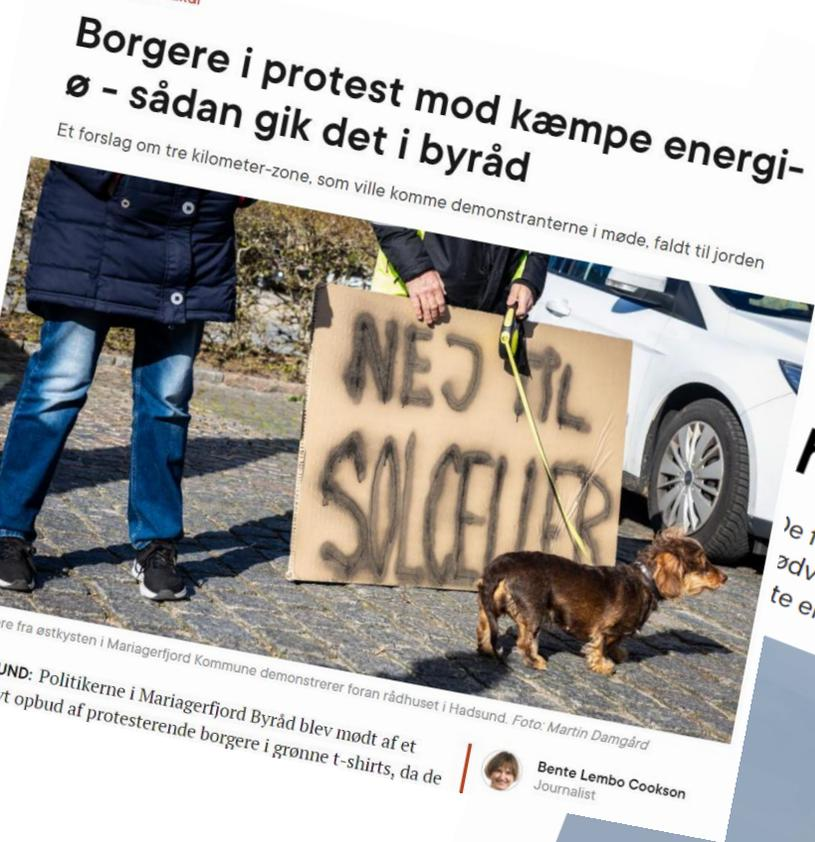 Borgere i protest mod kæmpe energi-
ø - sådan gik det i byråd
Et forslag om tre kilometer-zone, som ville komme demonstranterne i møde, faldt til jorden
NEJ TIL
SOLCELLER
fra østkysten i Mariagerfjord Kommune demonstrerer foran rådhuset i Hadsund. Foto: Martin Damgård
Politikerne i Mariagerfjord Byråd blev mødt af et
opbud af protesterende borgere i grønne t-shirts, da de
Bente Lembo Cookson
Journalist